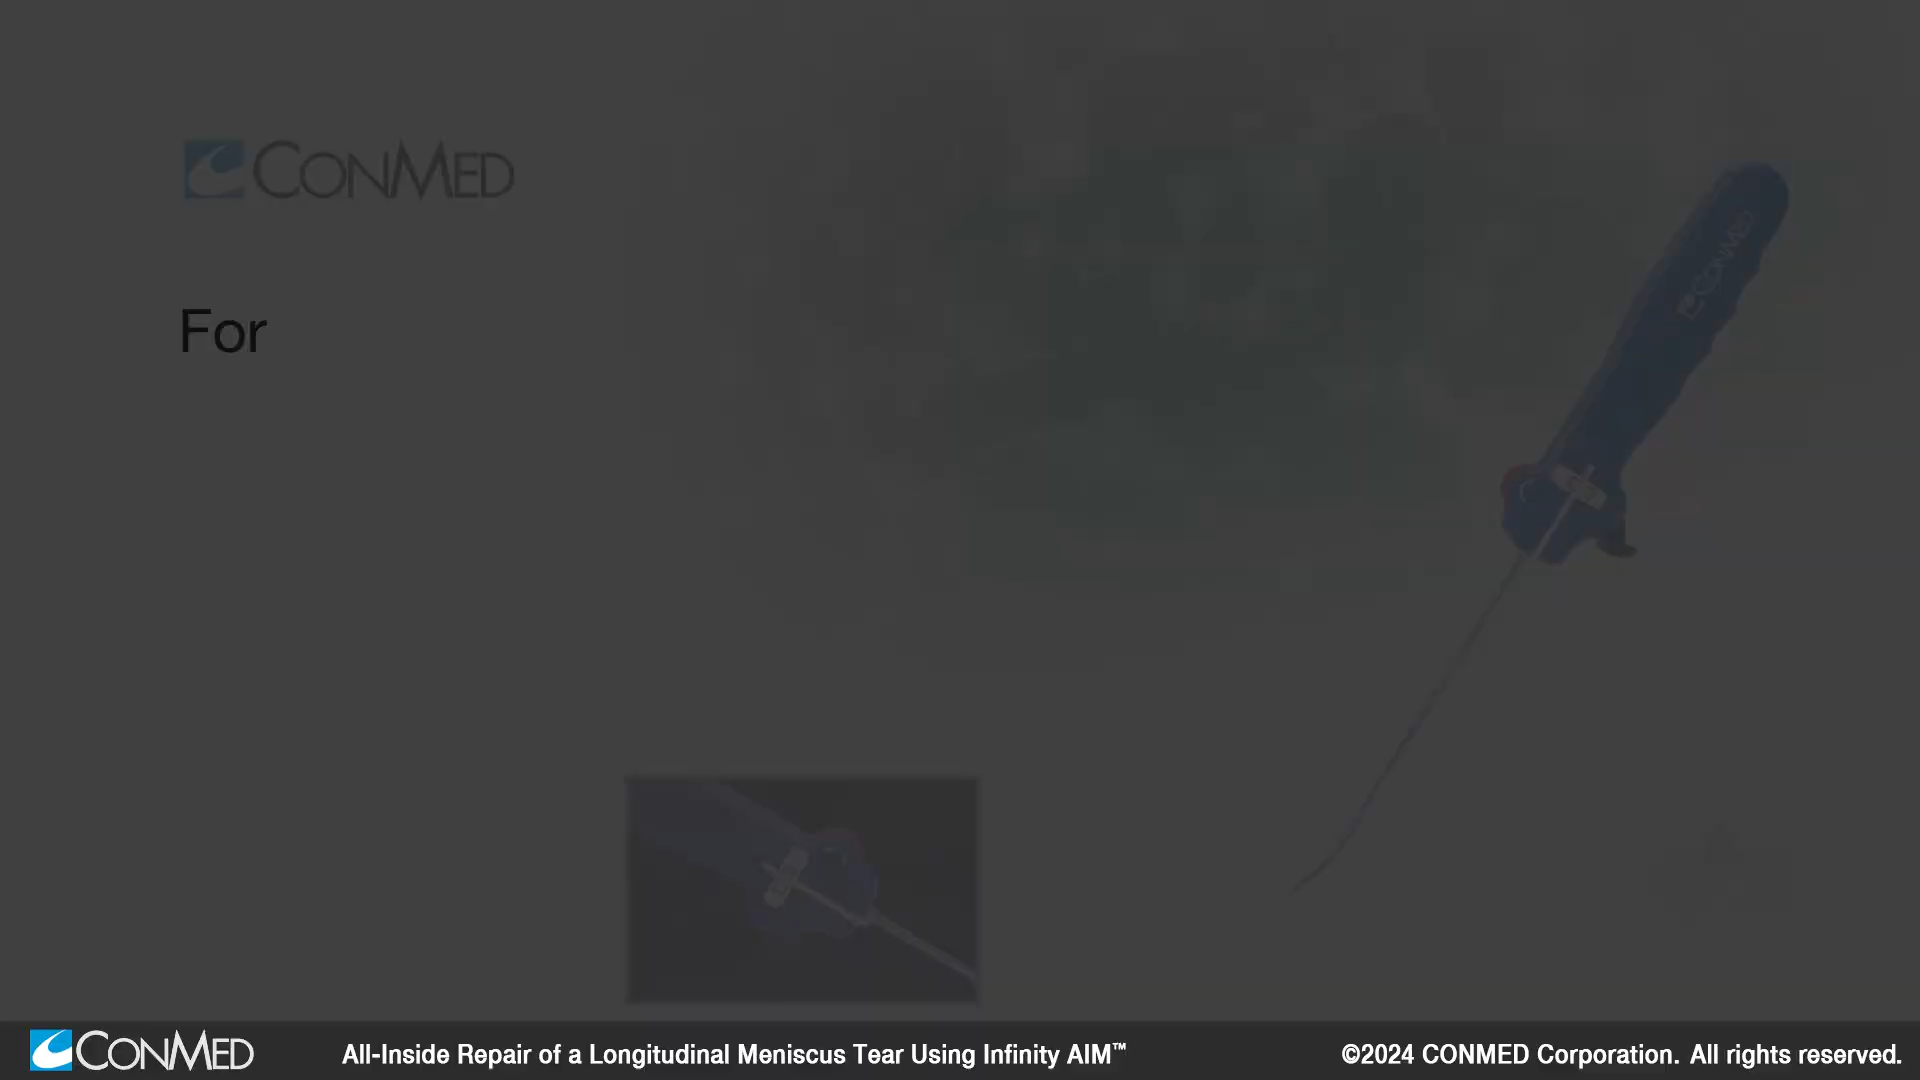 CONMED
For
CONMED
CONMED
All-Inside Repair of a Longitudinal Meniscus Tear Using Infinity AIM™
©2024 CONMED Corporation. All rights reserved.